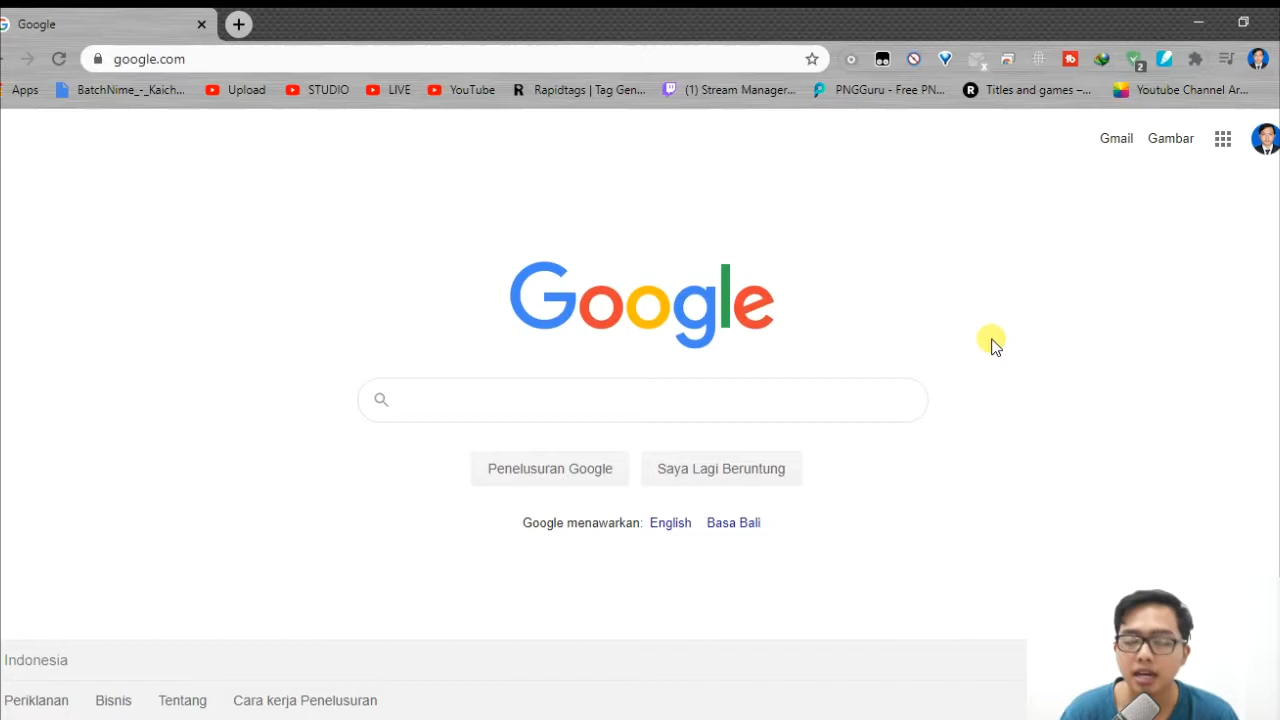 Google
google.com
2
Apps
BatchNime_-_Kaich...
Upload
STUDIO
LIVE
YouTube
Rapidtags | Tag Gen...
(1) Stream Manager...
PNGGuru - Free PN...
Titles and games –...
Youtube Channel Ar...
Gmail
Gambar
Google
Penelusuran Google
Saya Lagi Beruntung
Google menawarkan: English Basa Bali
Indonesia
Periklanan
Bisnis
Tentang
Cara kerja Penelusuran